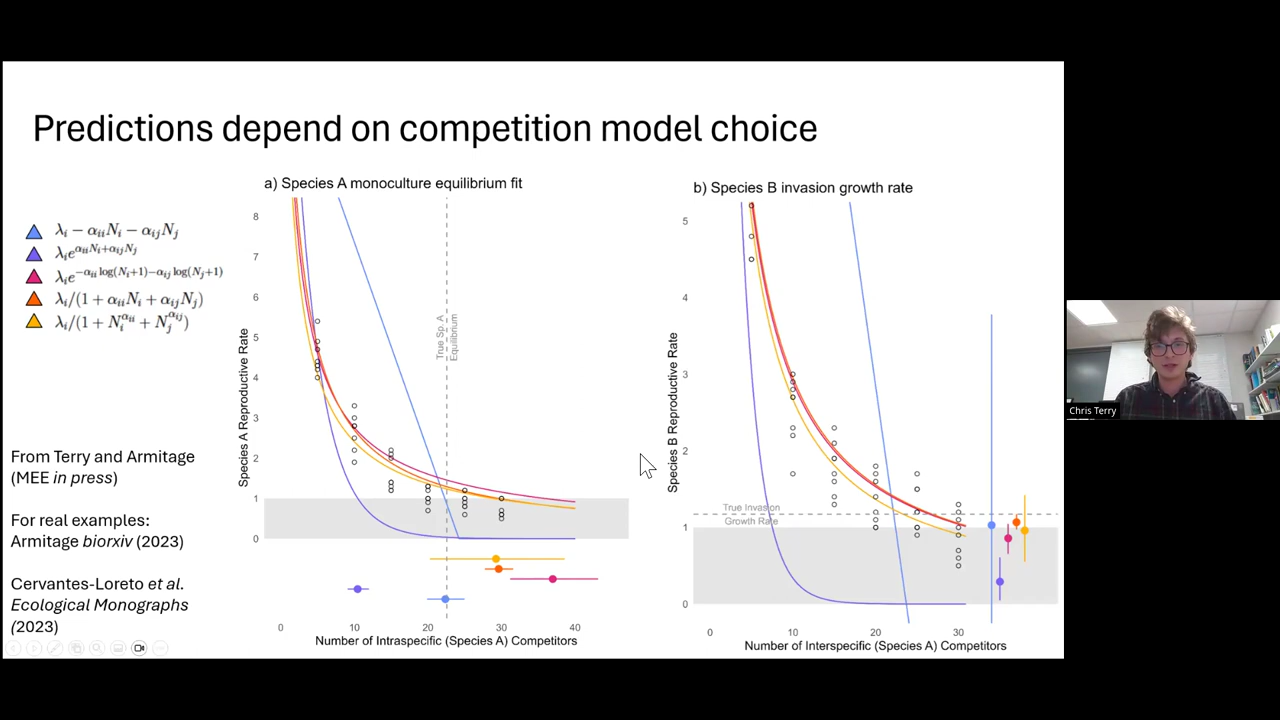 Predictions depend on competition model choice
a) Species A monoculture equilibrium fit
b) Species B invasion growth rate
λᵢ − αᵢᵢNᵢ − αᵢⱼNⱼ
λᵢe^{αᵢᵢNᵢ+αᵢⱼNⱼ}
λᵢe^{−αᵢᵢ log(Nᵢ+1)−αᵢⱼ log(Nⱼ+1)}
λᵢ/(1 + αᵢᵢNᵢ + αᵢⱼNⱼ)
λᵢ/(1 + Nᵢ^{αᵢᵢ} + Nⱼ^{αᵢⱼ})
From Terry and Armitage
(MEE in press)
For real examples:
Armitage biorxiv (2023)
Cervantes-Loreto et al.
Ecological Monographs
(2023)
Species A Reproductive Rate
8
7
6
5
4
3
2
1
0
True Sp. A
Equilibrium
0 10 20 30 40
Number of Intraspecific (Species A) Competitors
Species B Reproductive Rate
5
4
3
2
1
0
True Invasion
Growth Rate
0 10 20 30
Number of Interspecific (Species A) Competitors
Chris Terry